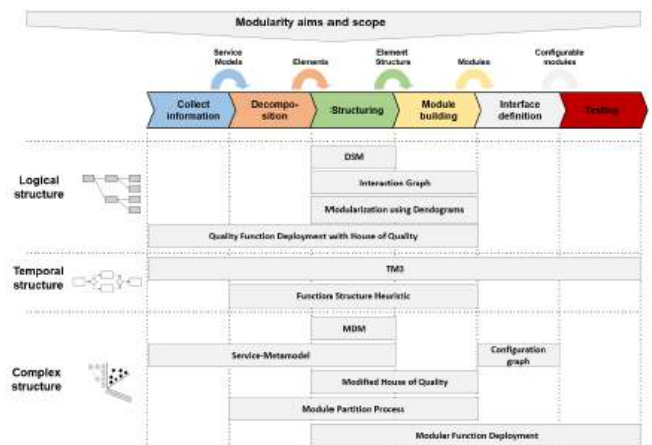 Modularity aims and scope
Service
Models
Elements
Element
Structure
Modules
Configurable
modules
Collect
information
Decompo-
sition
Structuring
Module
building
Interface
definition
Testing
Logical
structure
DSM
Interaction Graph
Modularization using Dendograms
Quality Function Deployment with House of Quality
Temporal
structure
TM3
Function Structure Heuristic
Complex
structure
MDM
Service-Metamodel
Configuration
graph
Modified House of Quality
Module Partition Process
Modular Function Deployment